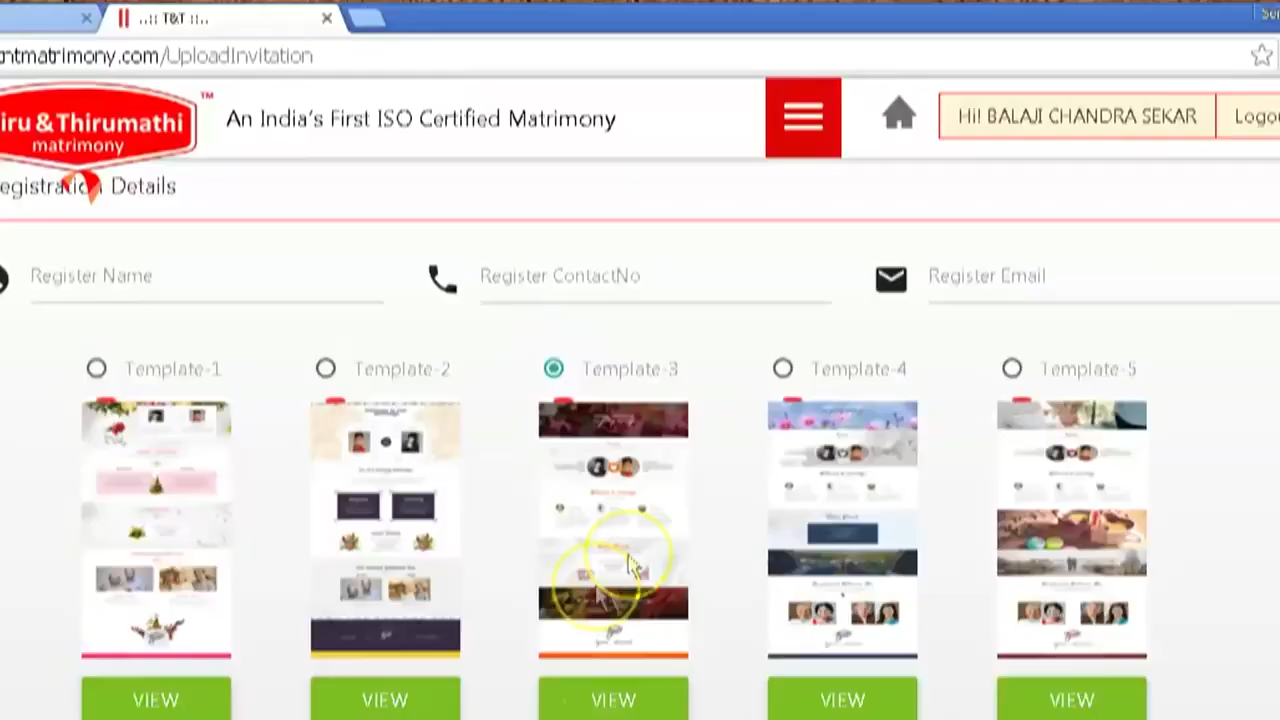 ..:: T&T ::..
ntmatrimony.com/UploadInvitation
iru & Thirumathi
matrimony
™
An India's First ISO Certified Matrimony
Hi! BALAJI CHANDRA SEKAR
Logou
egistration Details
Register Name
Register ContactNo
Register Email
Template-1
Template-2
Template-3
Template-4
Template-5
VIEW
VIEW
VIEW
VIEW
VIEW